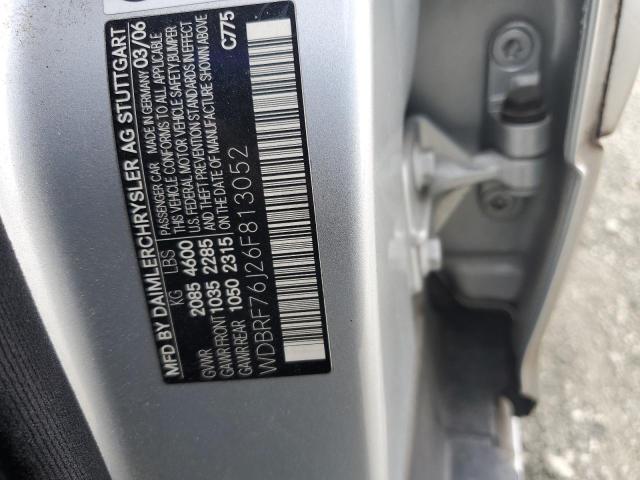 MFD BY DAIMLERCHRYSLER AG STUTTGART
PASSENGER CAR MADE IN GERMANY 03/06
KG LBS THIS VEHICLE CONFORMS TO ALL APPLICABLE
GVWR 2085 4600 U.S. FEDERAL MOTOR VEHICLE SAFETY BUMPER
GAWR FRONT 1035 2285 AND THEFT PREVENTION STANDARDS IN EFFECT
GAWR REAR 1050 2315 ON THE DATE OF MANUFACTURE SHOWN ABOVE
WDBRF76J26F813052 C775